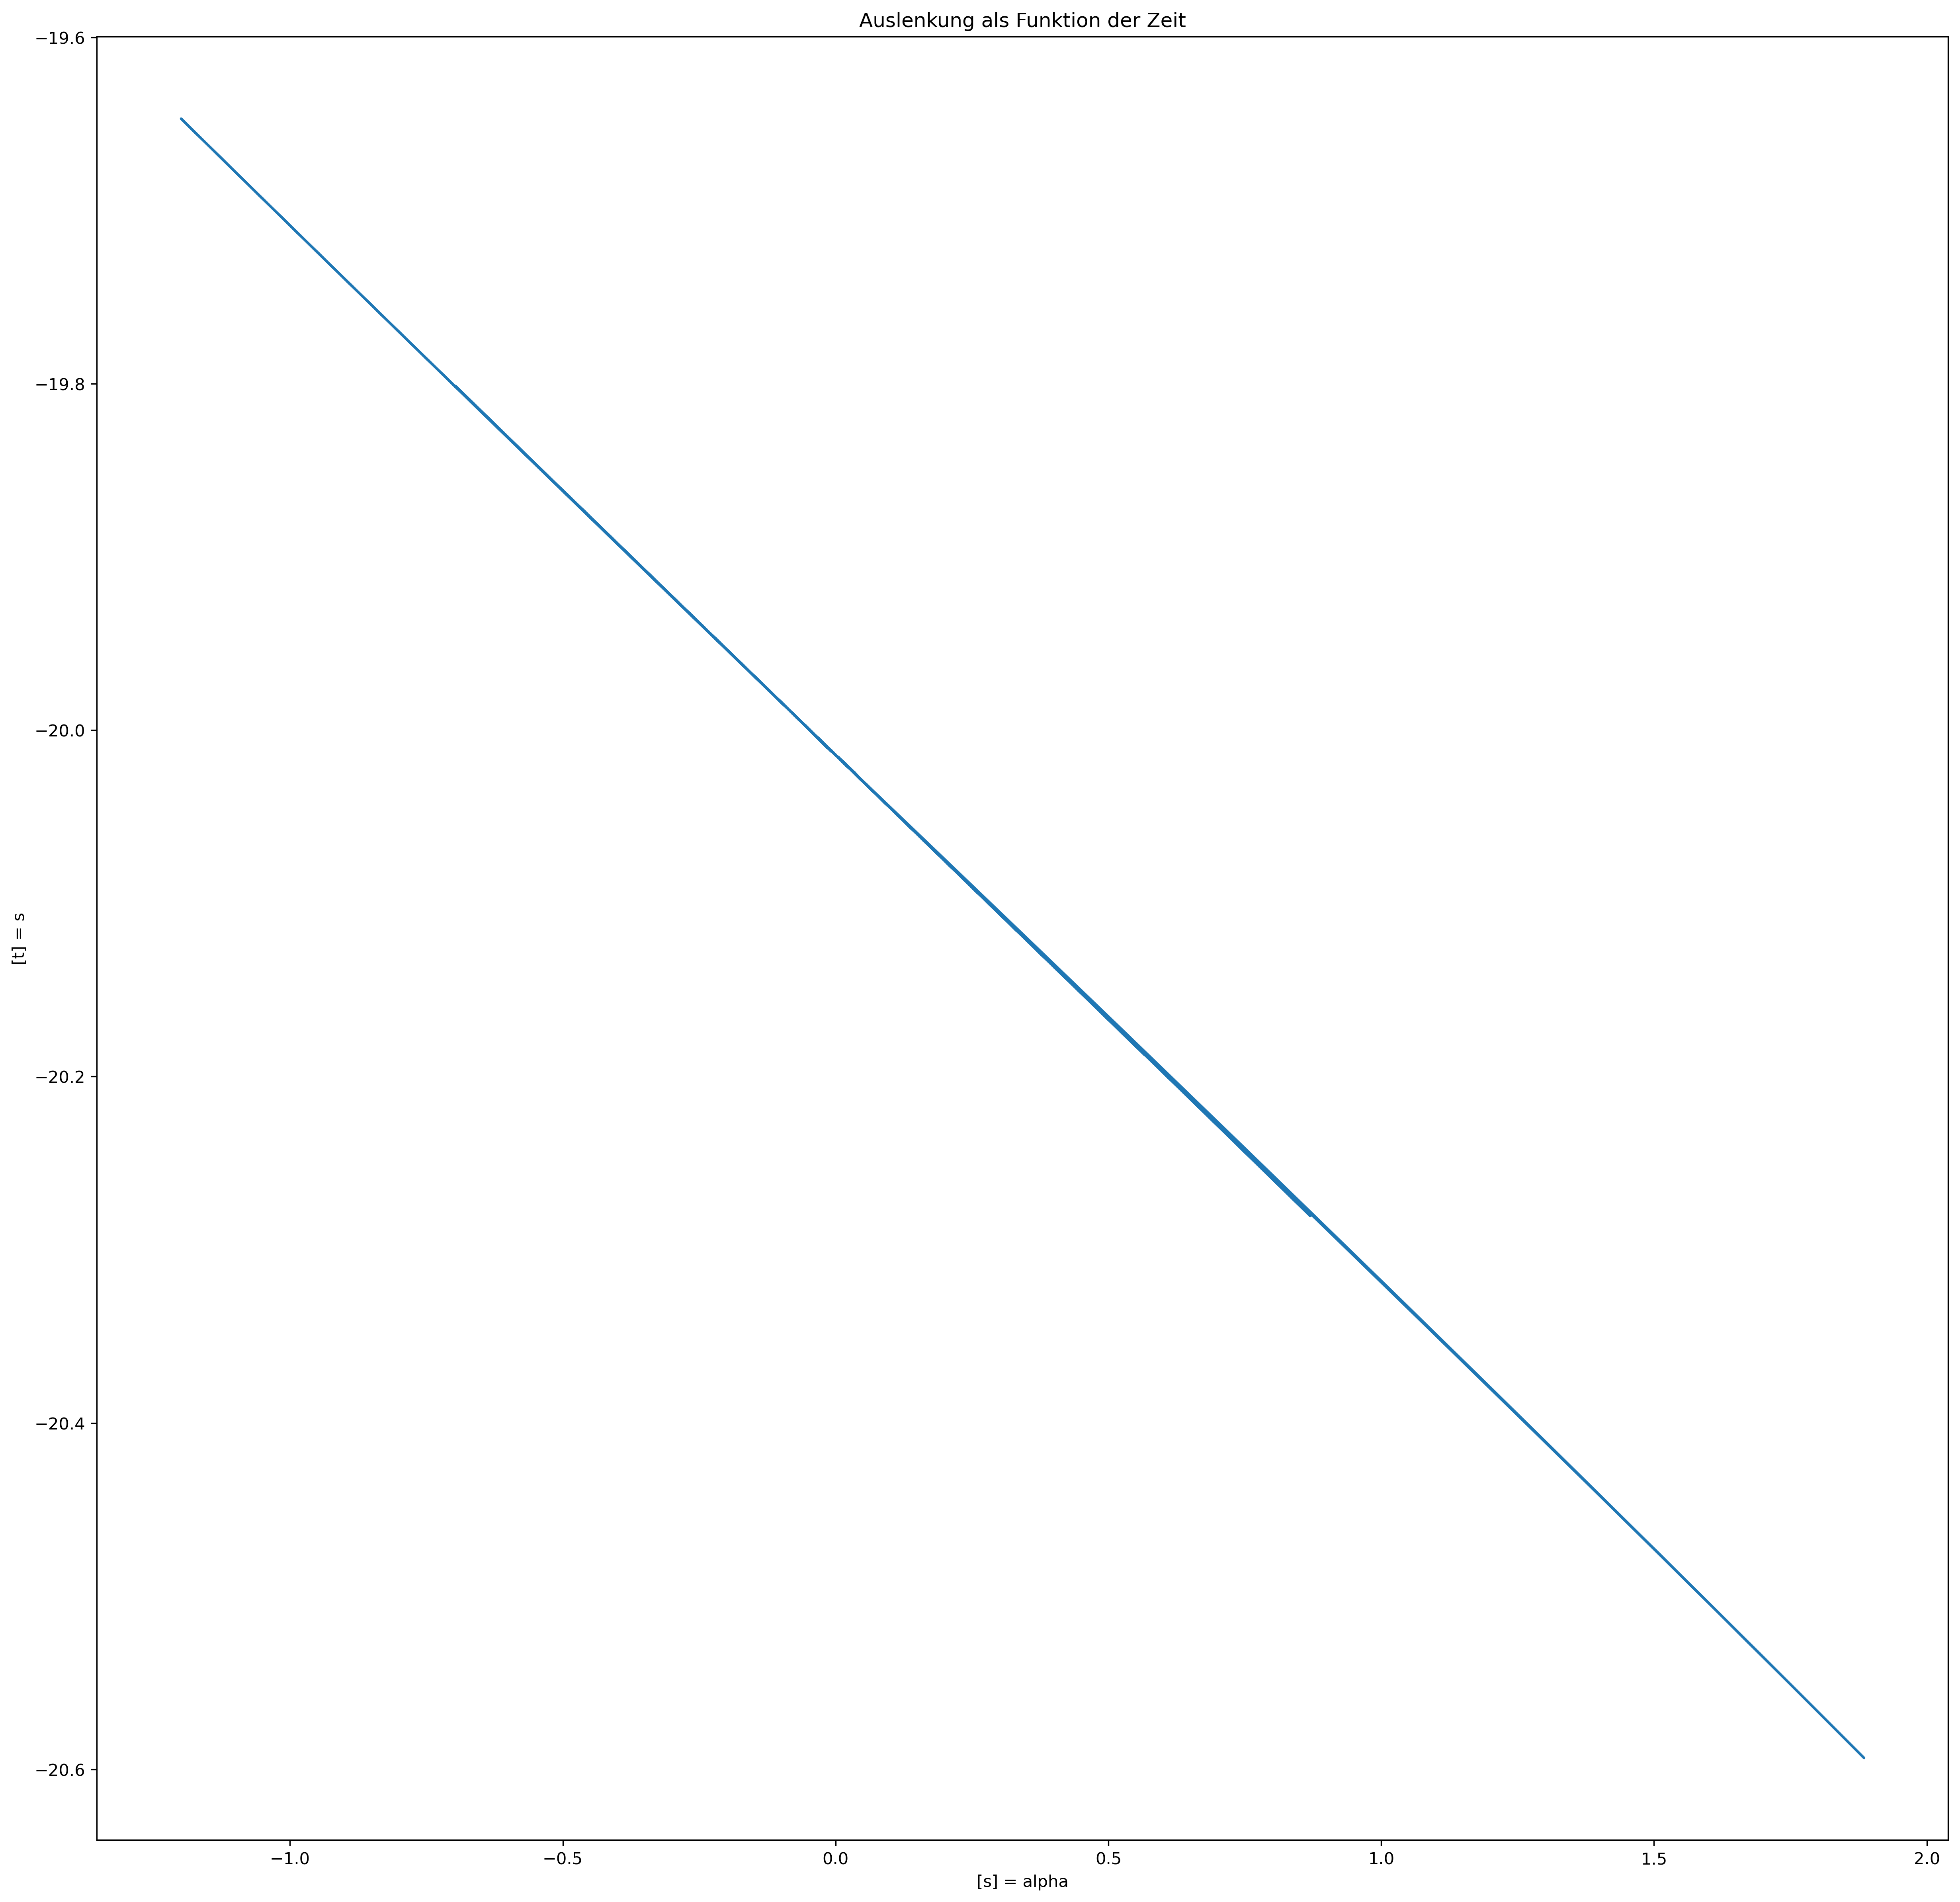 Auslenkung als Funktion der Zeit
−19.6
−19.8
−20.0
−20.2
−20.4
−20.6
[t] = s
−1.0 −0.5 0.0 0.5 1.0 1.5 2.0
[s] = alpha